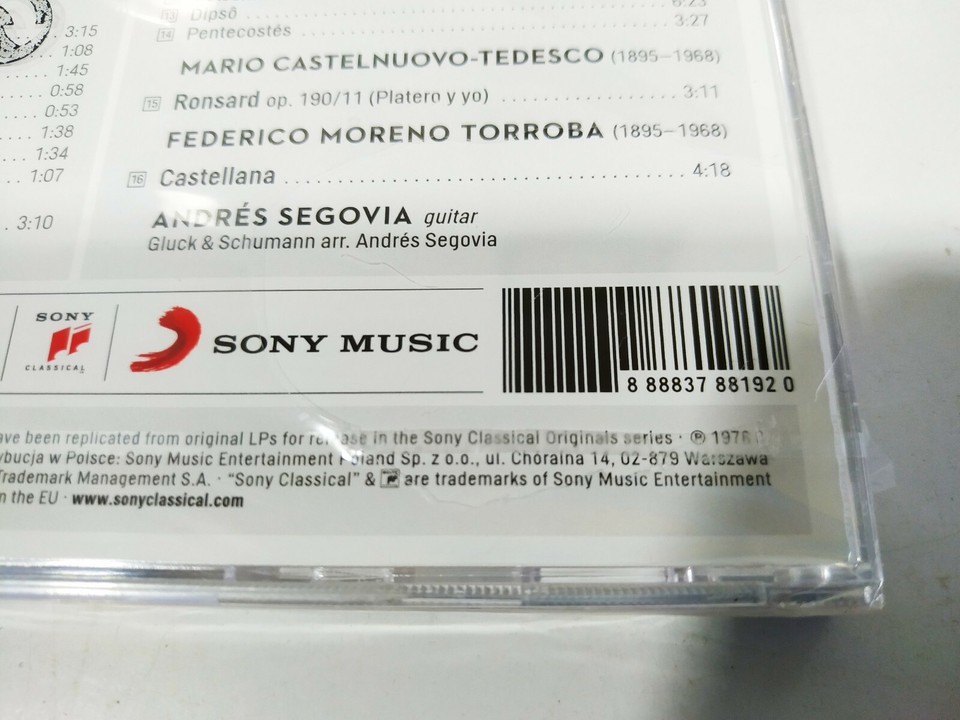 3:15
1:08
1:45
0:58
0:53
1:38
1:34
1:07
3:10
6:23
13 Dipsō
14 Pentecostés 3:27
MARIO CASTELNUOVO-TEDESCO (1895–1968)
15 Ronsard op. 190/11 (Platero y yo) 3:11
FEDERICO MORENO TORROBA (1895–1968)
16 Castellana 4:18
ANDRÉS SEGOVIA guitar
Gluck & Schumann arr. Andrés Segovia
SONY
CLASSICAL
SONY MUSIC
8 88837 88192 0
ave been replicated from original LPs for release in the Sony Classical Originals series · ℗ 1976
ybucja w Polsce: Sony Music Entertainment Poland Sp. z o.o., ul. Chóralna 14, 02-879 Warszawa
Trademark Management S.A. · “Sony Classical” & are trademarks of Sony Music Entertainment
n the EU · www.sonyclassical.com